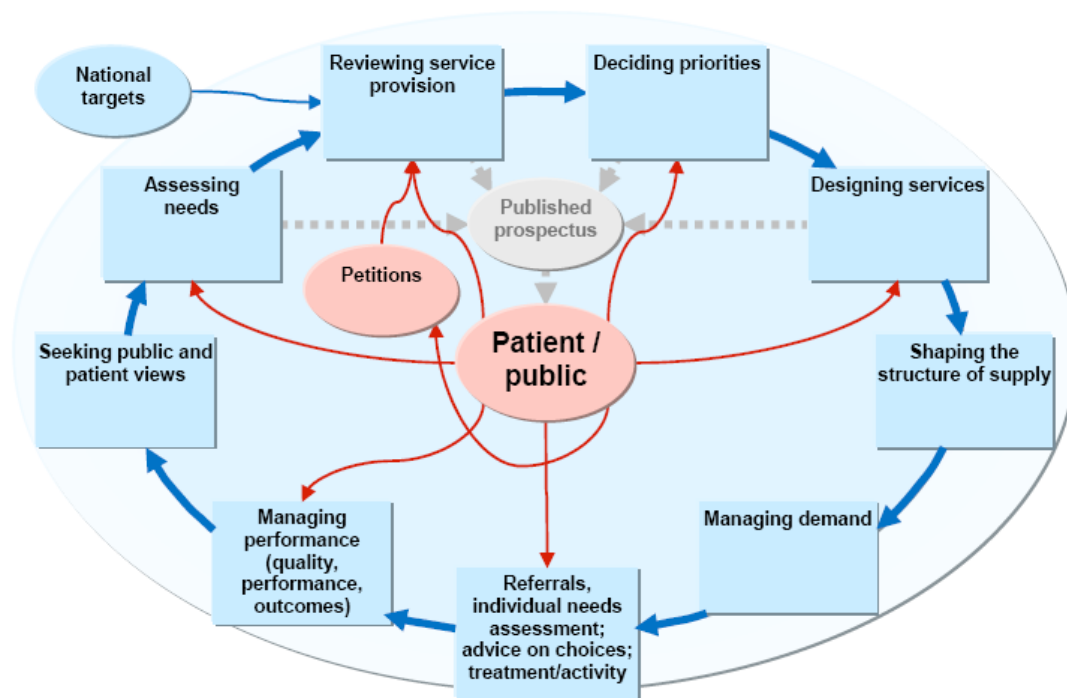 National
targets
Reviewing service
provision
Deciding priorities
Assessing
needs
Published
prospectus
Designing services
Petitions
Patient /
public
Seeking public and
patient views
Shaping the
structure of supply
Managing
performance
(quality,
performance,
outcomes)
Managing demand
Referrals,
individual needs
assessment;
advice on choices;
treatment/activity